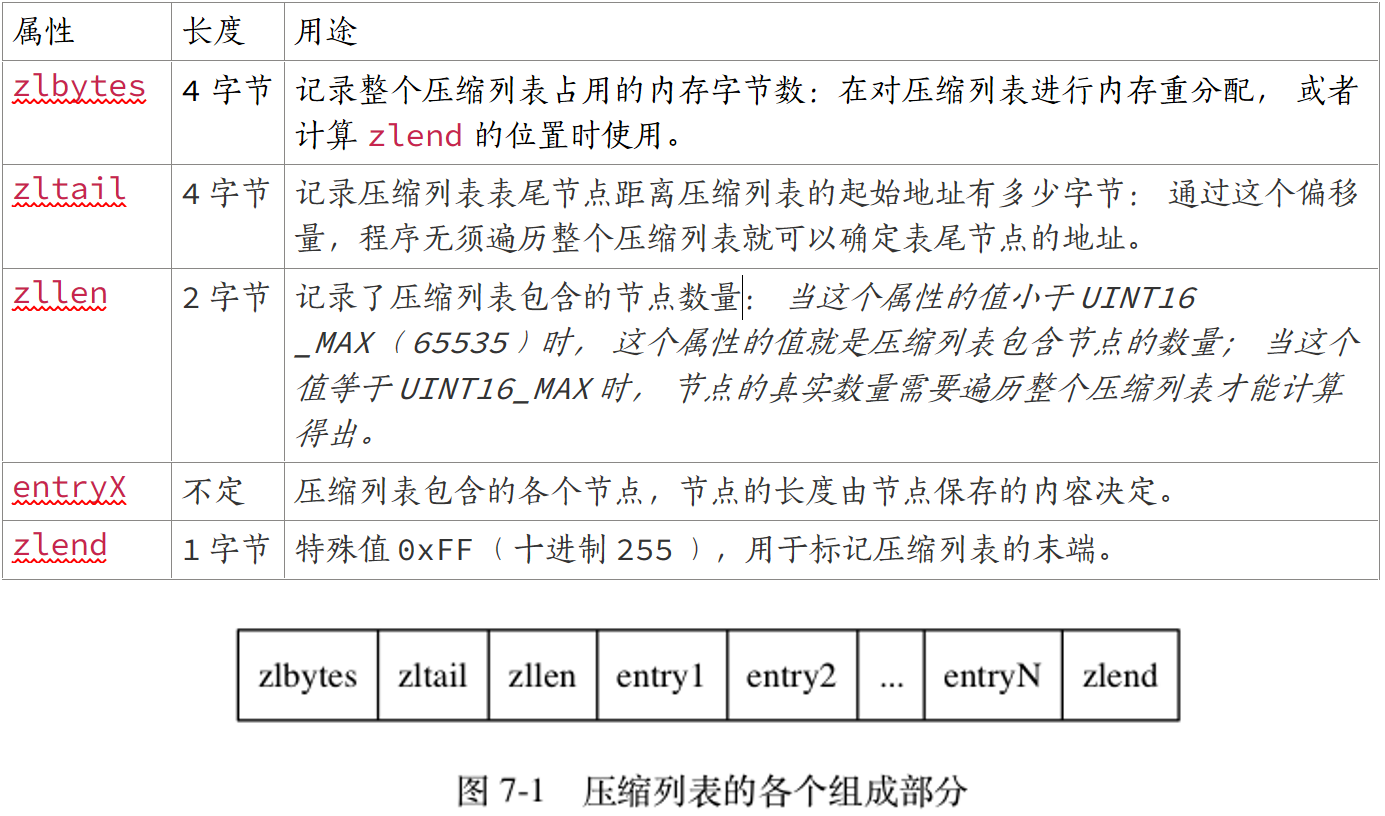 属性 长度 用途
zlbytes 4 字节 记录整个压缩列表占用的内存字节数：在对压缩列表进行内存重分配， 或者
计算 zlend 的位置时使用。
zltail 4 字节 记录压缩列表表尾节点距离压缩列表的起始地址有多少字节： 通过这个偏移
量，程序无须遍历整个压缩列表就可以确定表尾节点的地址。
zllen 2 字节 记录了压缩列表包含的节点数量： 当这个属性的值小于 UINT16
_MAX（65535）时， 这个属性的值就是压缩列表包含节点的数量； 当这个
值等于 UINT16_MAX 时， 节点的真实数量需要遍历整个压缩列表才能计算
得出。
entryX 不定 压缩列表包含的各个节点，节点的长度由节点保存的内容决定。
zlend 1 字节 特殊值 0xFF （十进制 255 ），用于标记压缩列表的末端。
zlbytes zltail zllen entry1 entry2 ... entryN zlend
图 7-1 压缩列表的各个组成部分